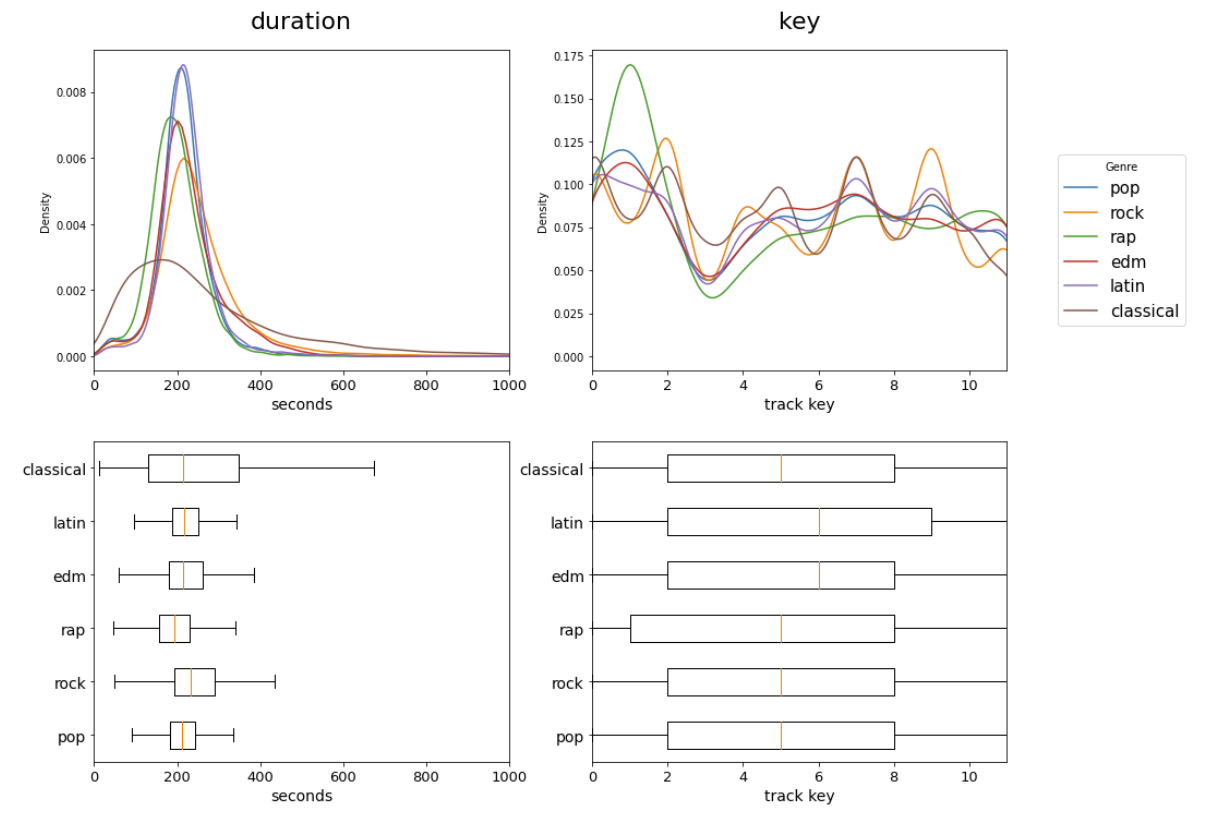 duration
key
0.008
0.006
0.004
0.002
0.000
Density
0 200 400 600 800 1000
seconds
0.175
0.150
0.125
0.100
0.075
0.050
0.025
0.000
Density
0 2 4 6 8 10
track key
Genre
pop
rock
rap
edm
latin
classical
classical
latin
edm
rap
rock
pop
0 200 400 600 800 1000
seconds
classical
latin
edm
rap
rock
pop
0 2 4 6 8 10
track key